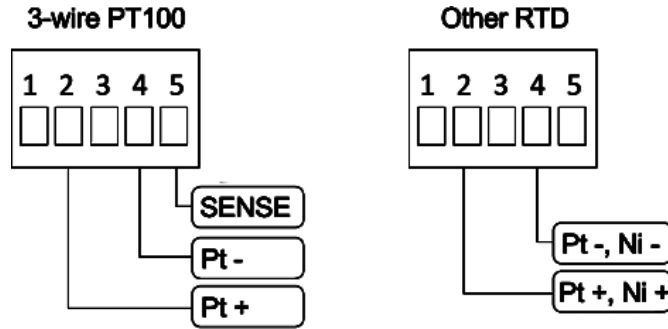 3-wire PT100
1 2 3 4 5
SENSE
Pt -
Pt +
Other RTD
1 2 3 4 5
Pt -, Ni -
Pt +, Ni +